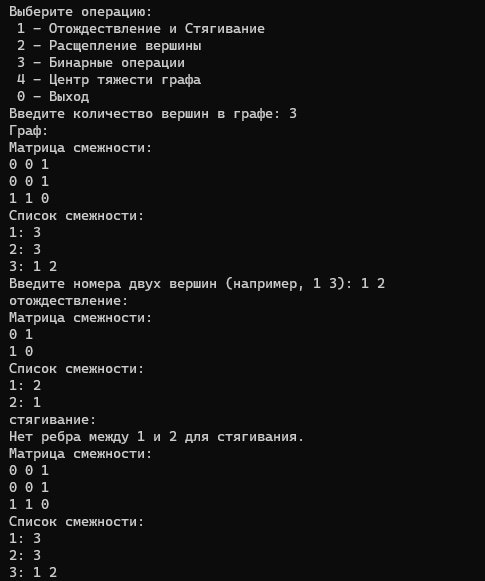 Выберите операцию:
1 – Отождествление и Стягивание
2 – Расщепление вершины
3 – Бинарные операции
4 – Центр тяжести графа
0 – Выход
Введите количество вершин в графе: 3
Граф:
Матрица смежности:
0 0 1
0 0 1
1 1 0
Список смежности:
1: 3
2: 3
3: 1 2
Введите номера двух вершин (например, 1 3): 1 2
отождествление:
Матрица смежности:
0 1
1 0
Список смежности:
1: 2
2: 1
стягивание:
Нет ребра между 1 и 2 для стягивания.
Матрица смежности:
0 0 1
0 0 1
1 1 0
Список смежности:
1: 3
2: 3
3: 1 2